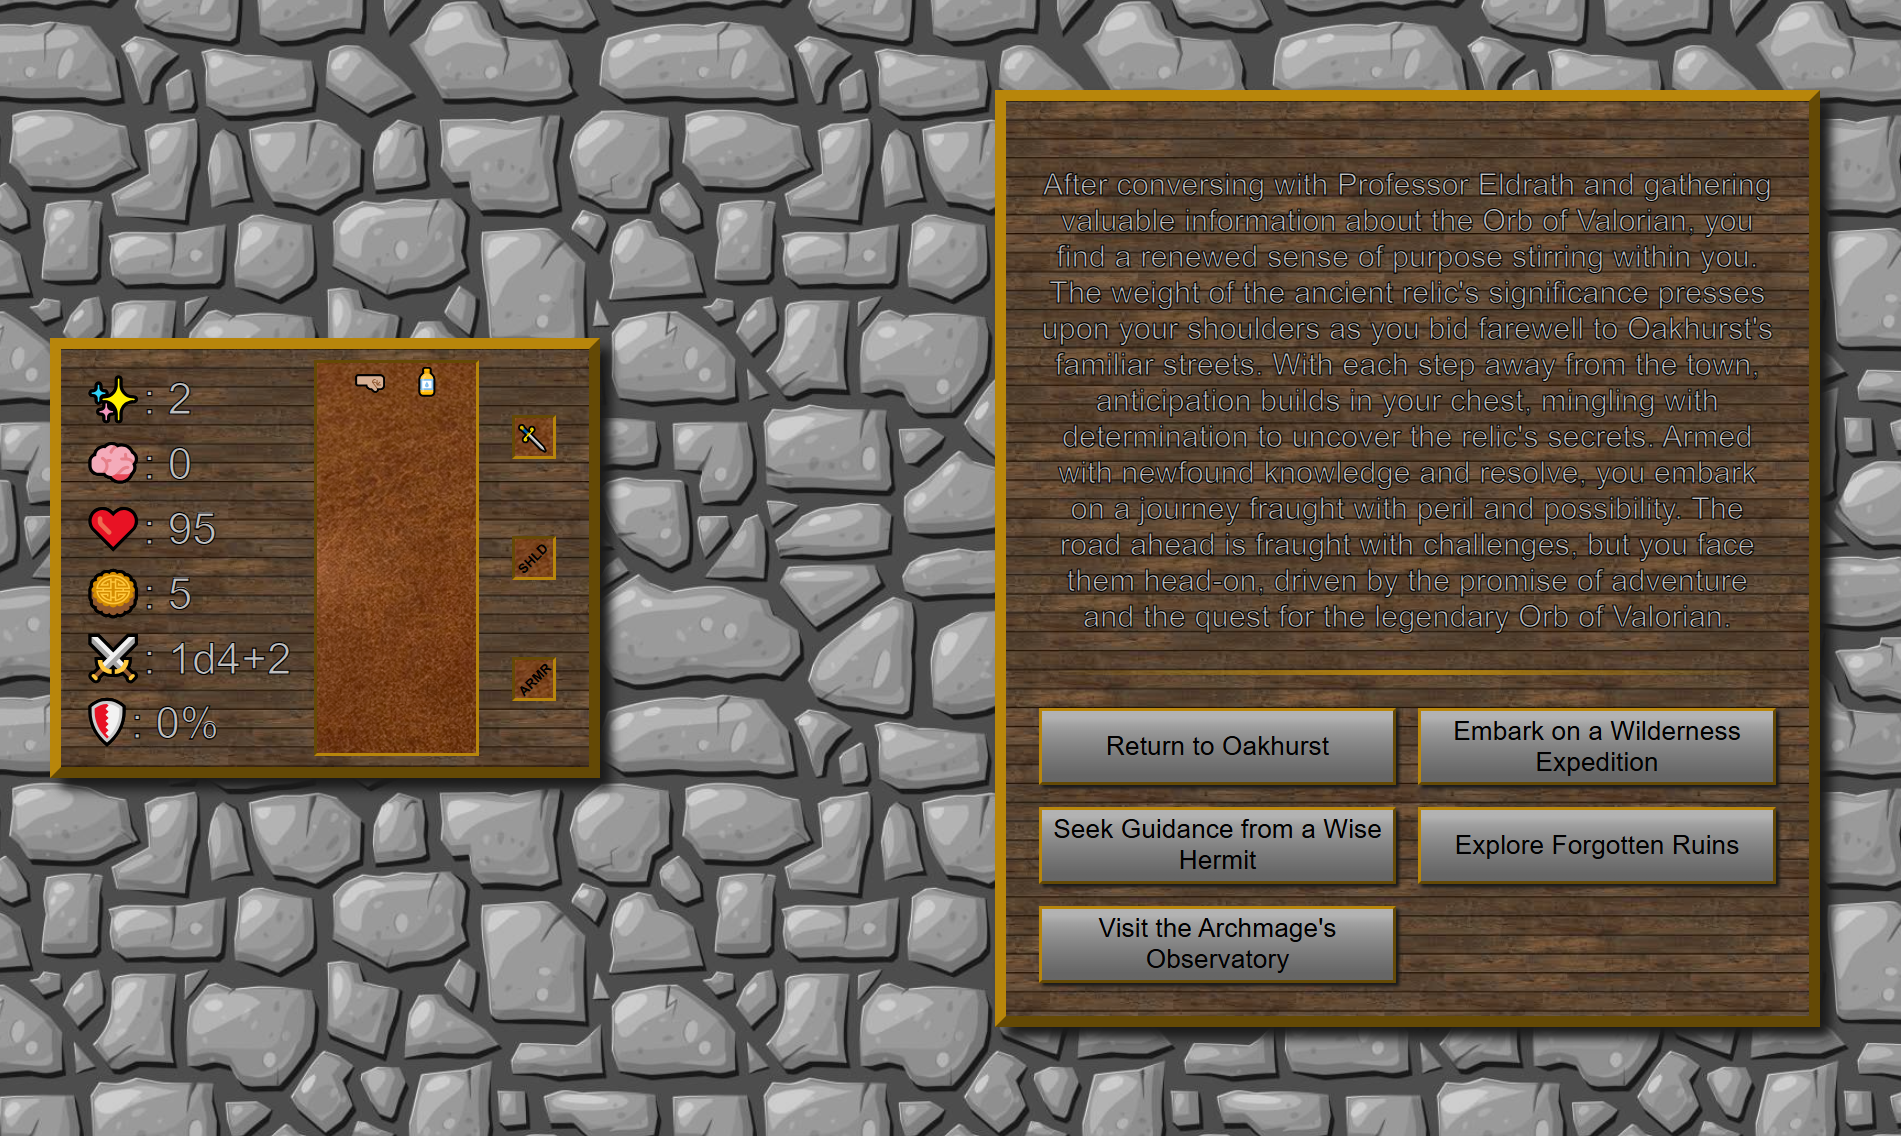 : 2
: 0
: 95
: 5
: 1d4+2
: 0%
SHLD
ARMR
After conversing with Professor Eldrath and gathering
valuable information about the Orb of Valorian, you
find a renewed sense of purpose stirring within you.
The weight of the ancient relic's significance presses
upon your shoulders as you bid farewell to Oakhurst's
familiar streets. With each step away from the town,
anticipation builds in your chest, mingling with
determination to uncover the relic's secrets. Armed
with newfound knowledge and resolve, you embark
on a journey fraught with peril and possibility. The
road ahead is fraught with challenges, but you face
them head-on, driven by the promise of adventure
and the quest for the legendary Orb of Valorian.
Return to Oakhurst
Embark on a Wilderness
Expedition
Seek Guidance from a Wise
Hermit
Explore Forgotten Ruins
Visit the Archmage's
Observatory